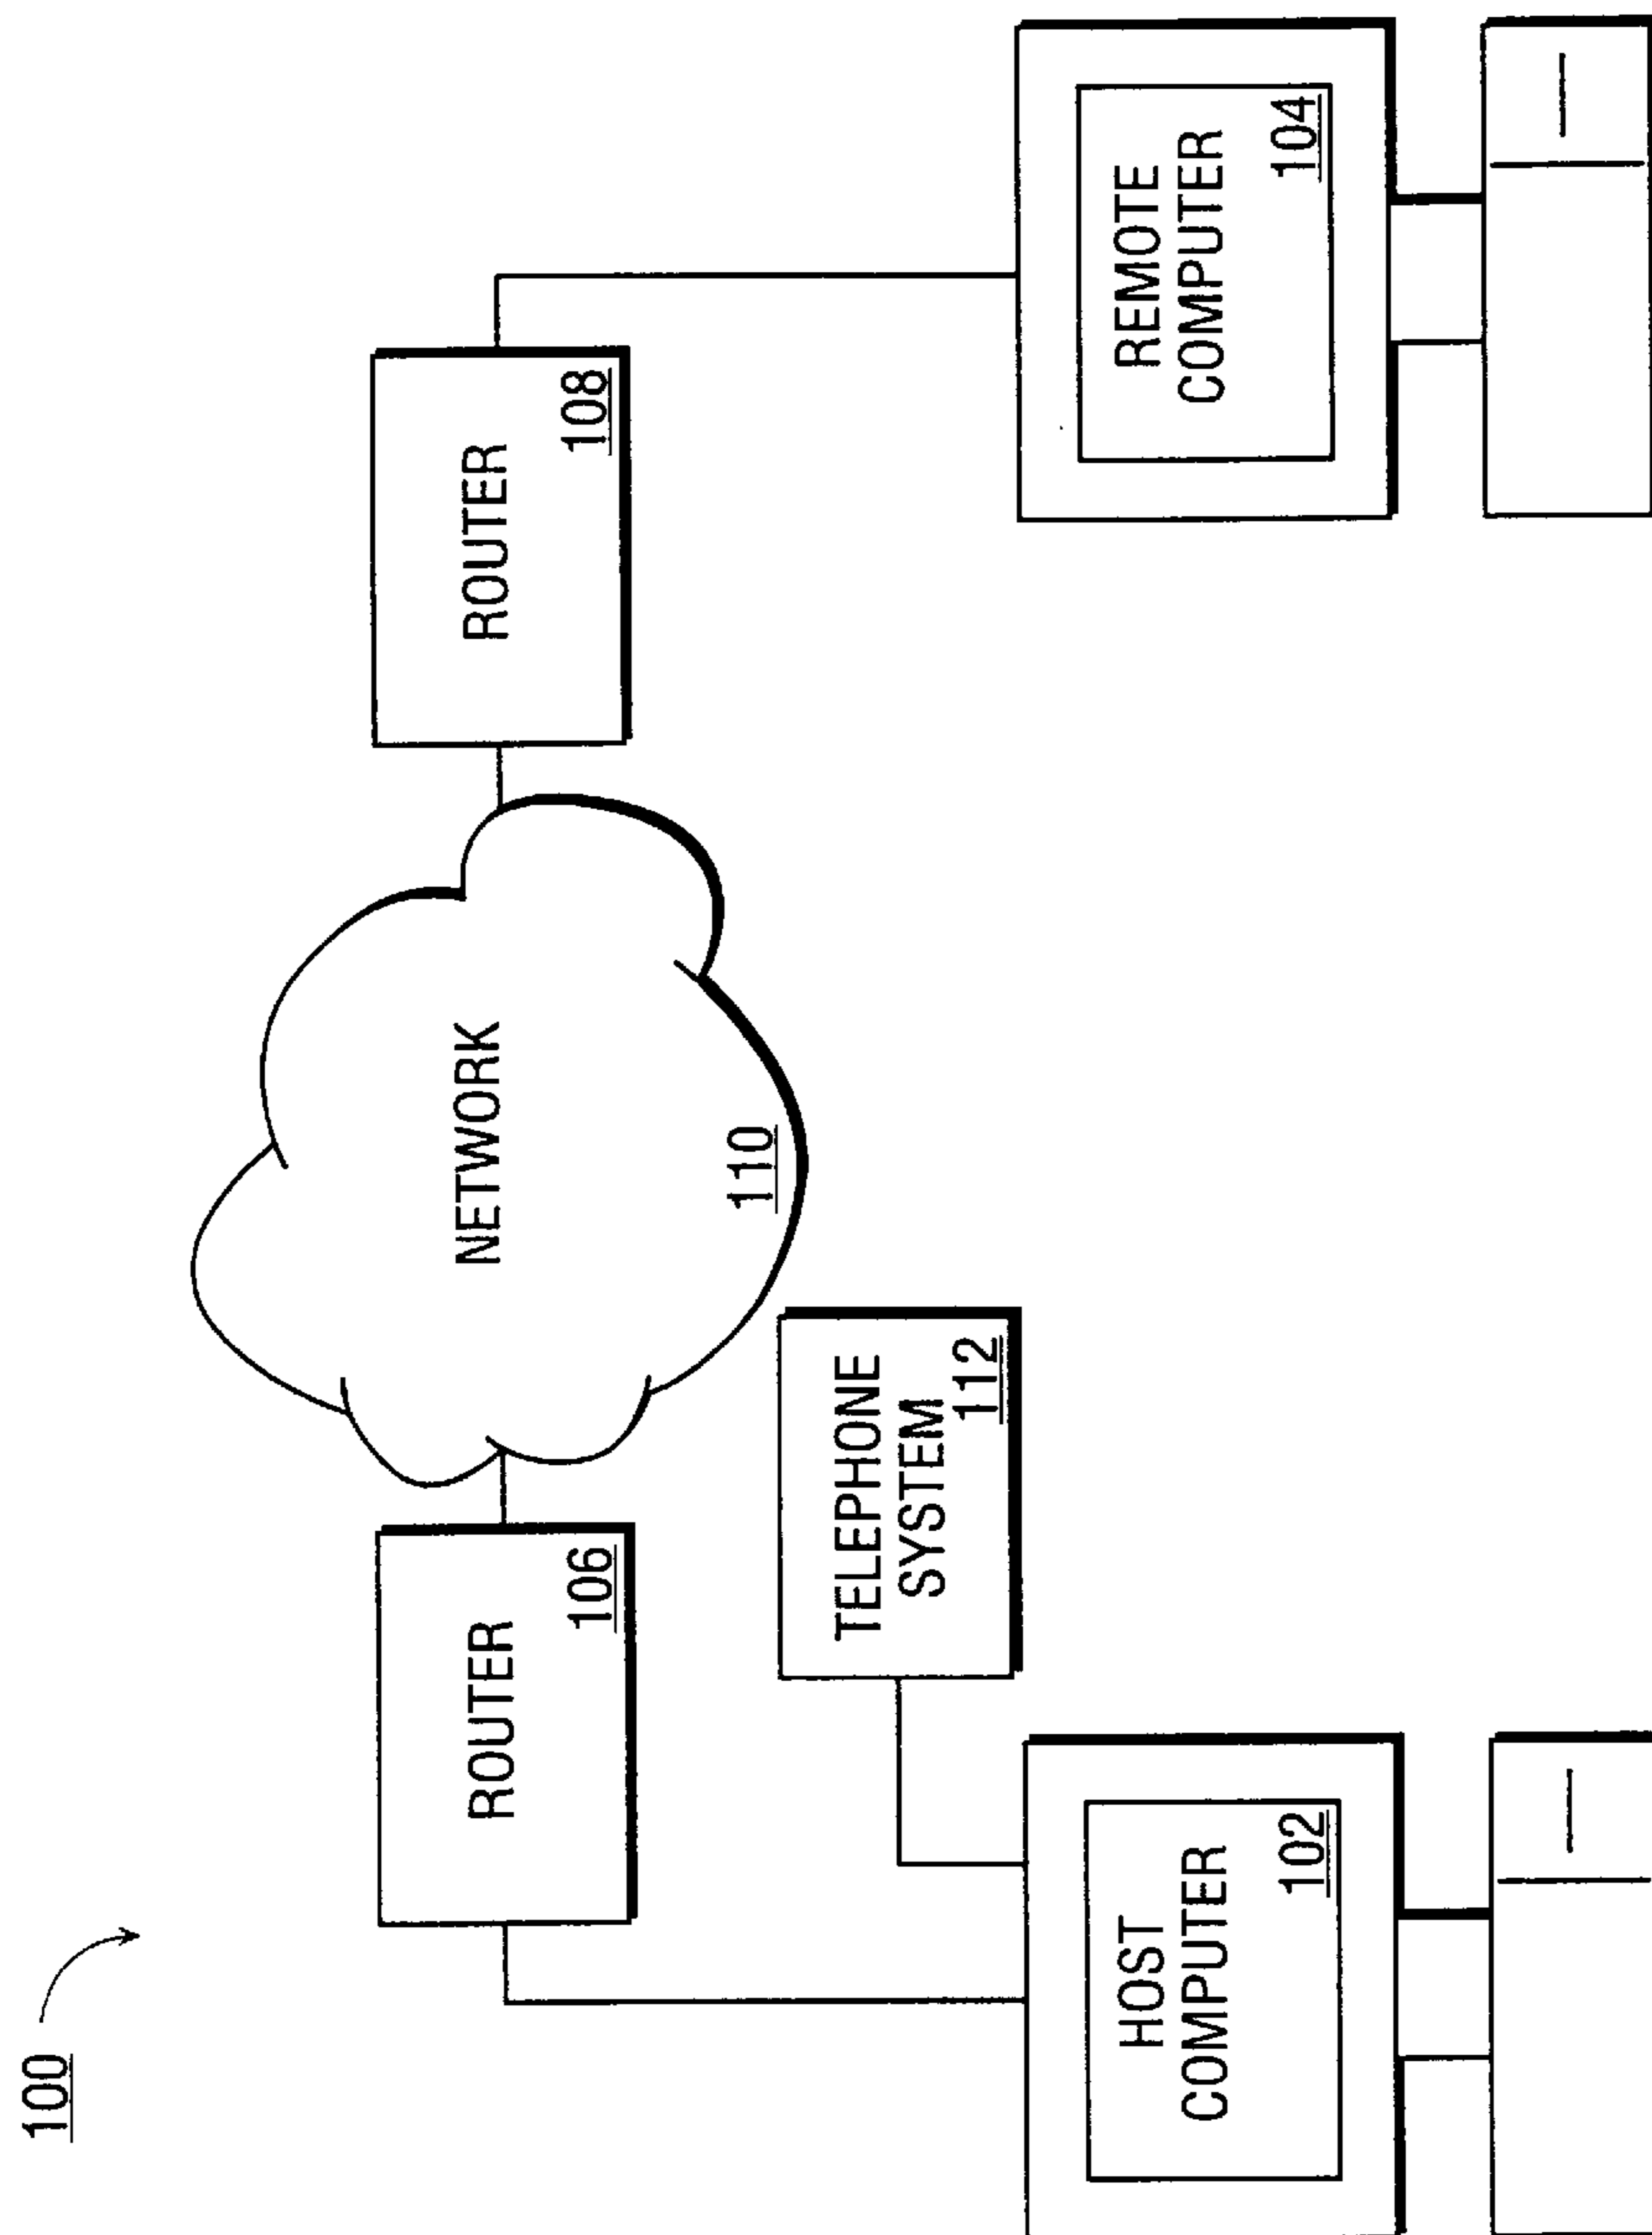 100
ROUTER
106
NETWORK
110
ROUTER
108
TELEPHONE
SYSTEM
112
HOST
COMPUTER
102
REMOTE
COMPUTER
104